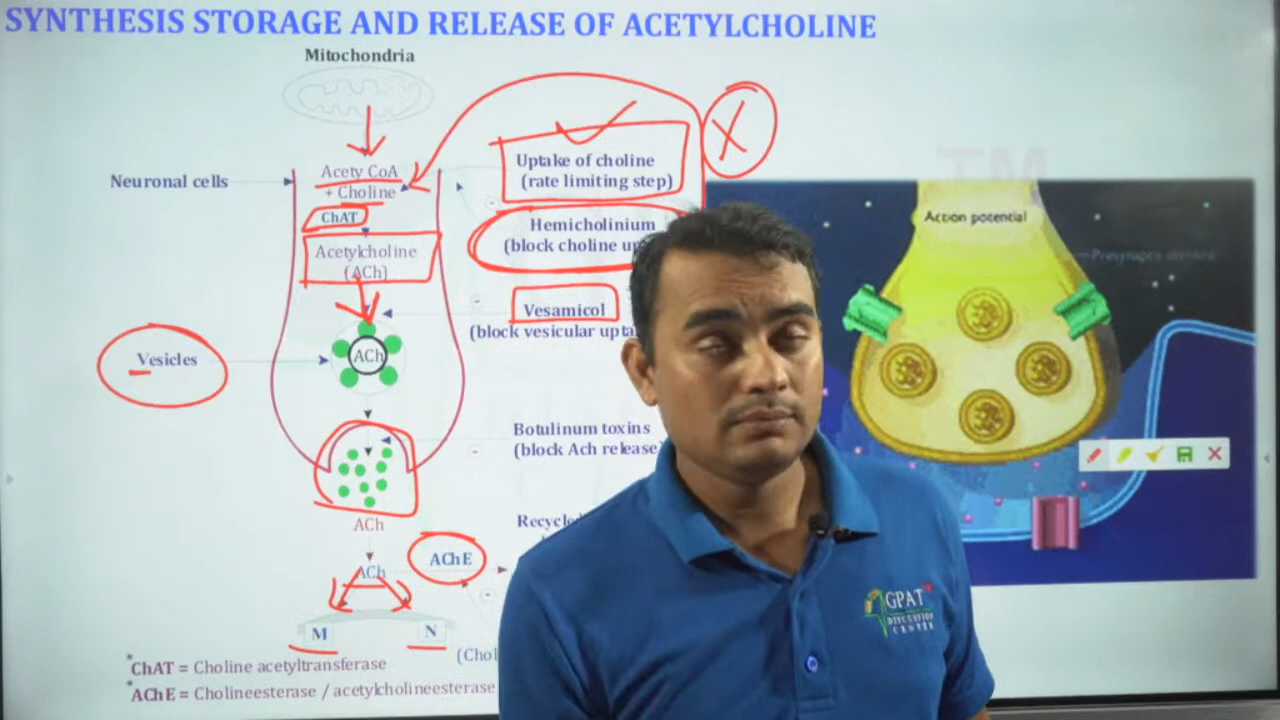 SYNTHESIS STORAGE AND RELEASE OF ACETYLCHOLINE
Mitochondria
Acety CoA
+ Choline
Neuronal cells
ChAT
Acetylcholine
(ACh)
Uptake of choline
(rate limiting step)
X
Hemicholinium
(block choline
Vesamicol
(block vesicular
ACh
Vesicles
Botulinum toxins
(block Ach release
ACh
ACh
AChE
M
N
*ChAT = Choline acetyltransferase
*AChE = Cholineesterase / acetylcholineesterase
TM
Action potential
GPAT
DISCUSSION
CENTER